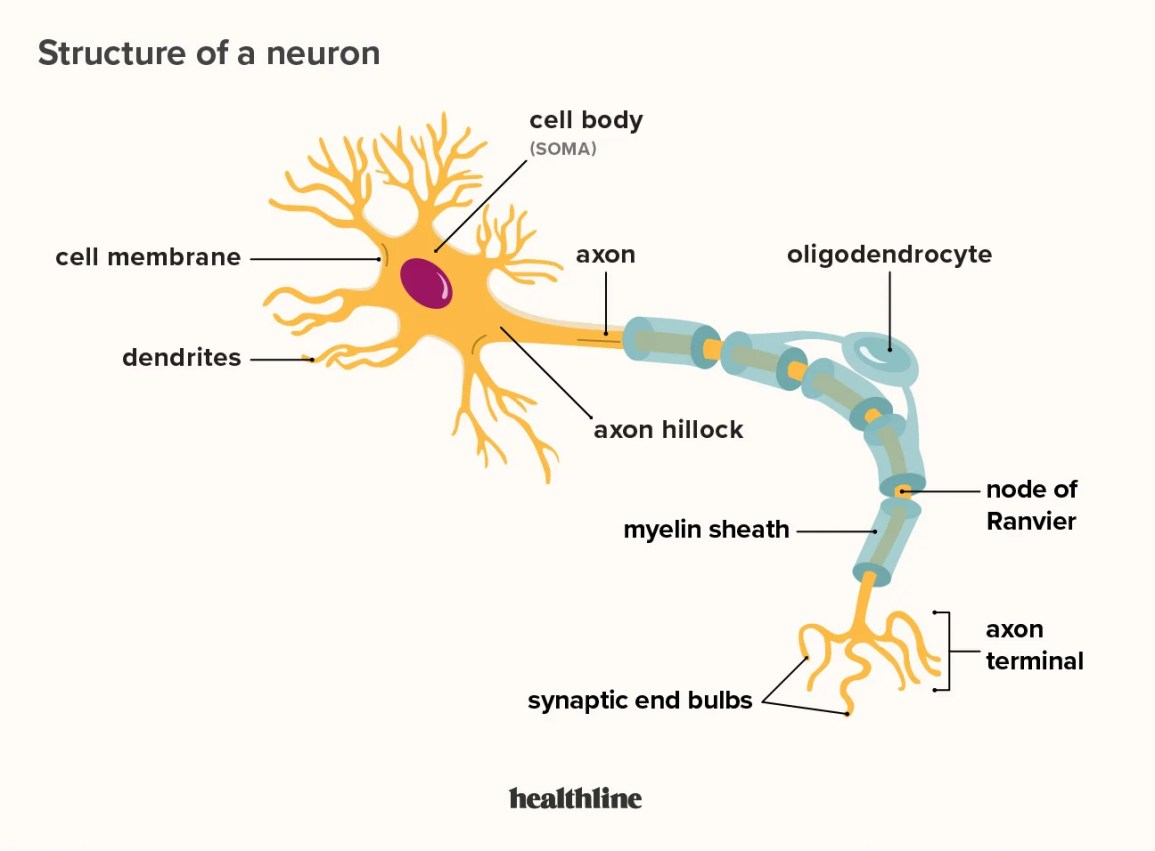 Structure of a neuron
cell body
(SOMA)
cell membrane
axon
oligodendrocyte
dendrites
axon hillock
node of
Ranvier
myelin sheath
axon
terminal
synaptic end bulbs
healthline